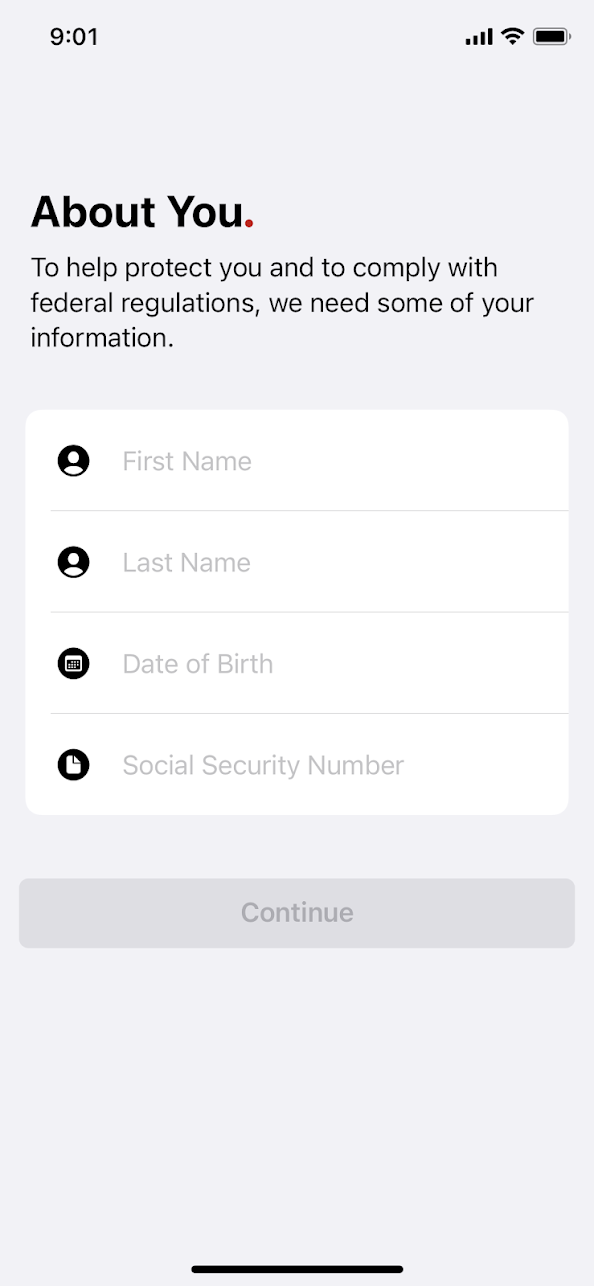 9:01
About You.
To help protect you and to comply with
federal regulations, we need some of your
information.
First Name
Last Name
Date of Birth
Social Security Number
Continue